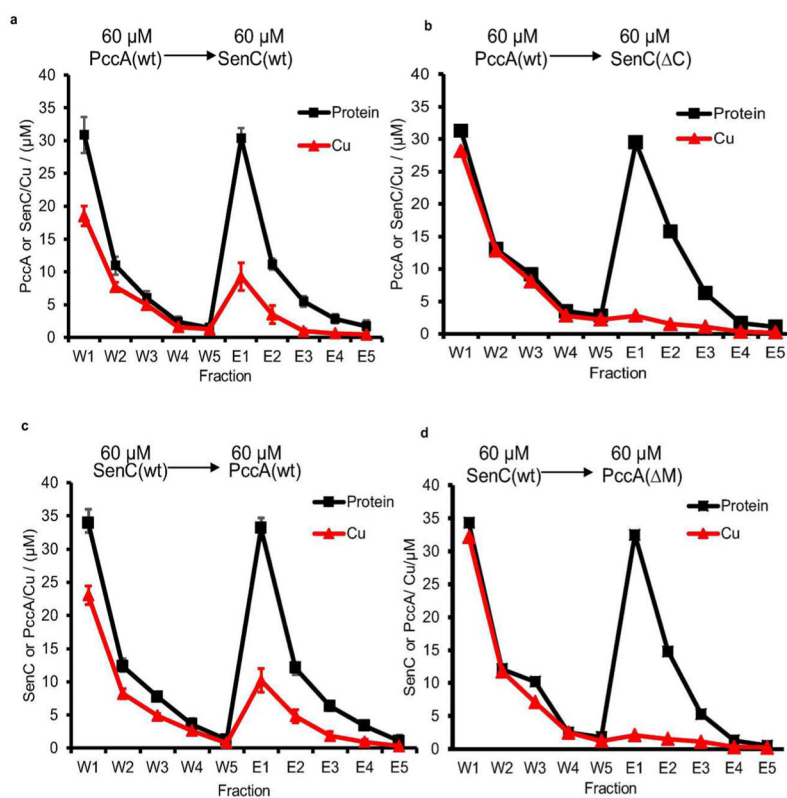 a
60 µM 60 µM
PccA(wt) SenC(wt)
40
35
30
25
20
15
10
5
0
PccA or SenC/Cu / (µM)
Protein
Cu
W1 W2 W3 W4 W5 E1 E2 E3 E4 E5
Fraction
b
60 µM 60 µM
PccA(wt) SenC(ΔC)
40
35
30
25
20
15
10
5
0
PccA or SenC/Cu / (µM)
Protein
Cu
W1 W2 W3 W4 W5 E1 E2 E3 E4 E5
Fraction
c
60 µM 60 µM
SenC(wt) PccA(wt)
40
35
30
25
20
15
10
5
0
SenC or PccA/Cu / (µM)
Protein
Cu
W1 W2 W3 W4 W5 E1 E2 E3 E4 E5
Fraction
d
60 µM 60 µM
SenC(wt) PccA(ΔM)
40
35
30
25
20
15
10
5
0
SenC or PccA/ Cu/µM
Protein
Cu
W1 W2 W3 W4 W5 E1 E2 E3 E4 E5
Fraction